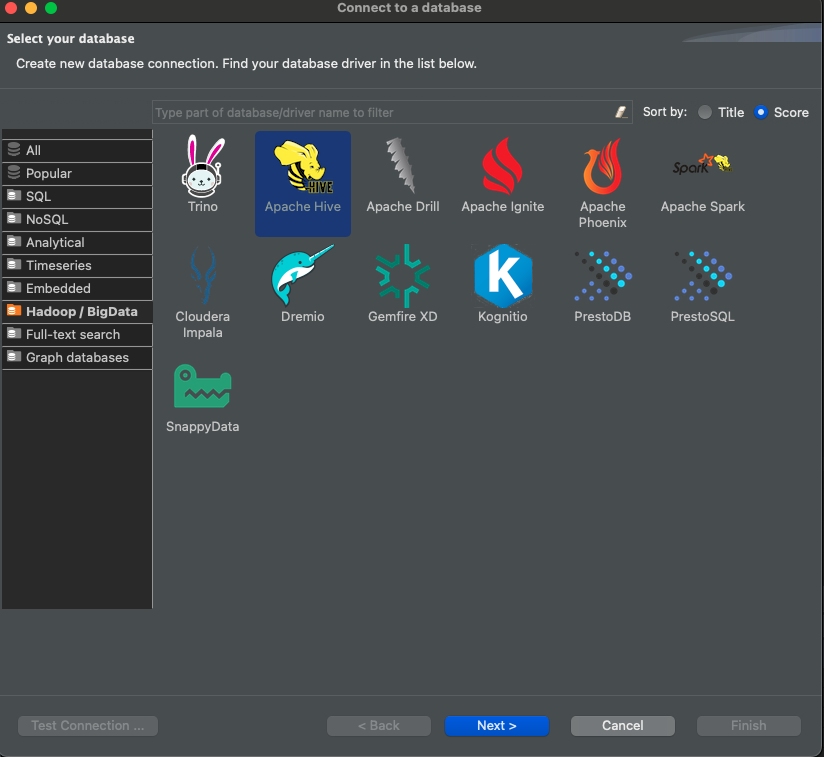 Connect to a database
Select your database
Create new database connection. Find your database driver in the list below.
Type part of database/driver name to filter
Sort by:
Title
Score
All
Popular
SQL
NoSQL
Analytical
Timeseries
Embedded
Hadoop / BigData
Full-text search
Graph databases
Trino
HIVE
Apache Hive
Apache Drill
Apache Ignite
Apache
Phoenix
Spark
Apache Spark
Cloudera
Impala
Dremio
Gemfire XD
K
Kognitio
PrestoDB
PrestoSQL
SnappyData
Test Connection ...
< Back
Next >
Cancel
Finish